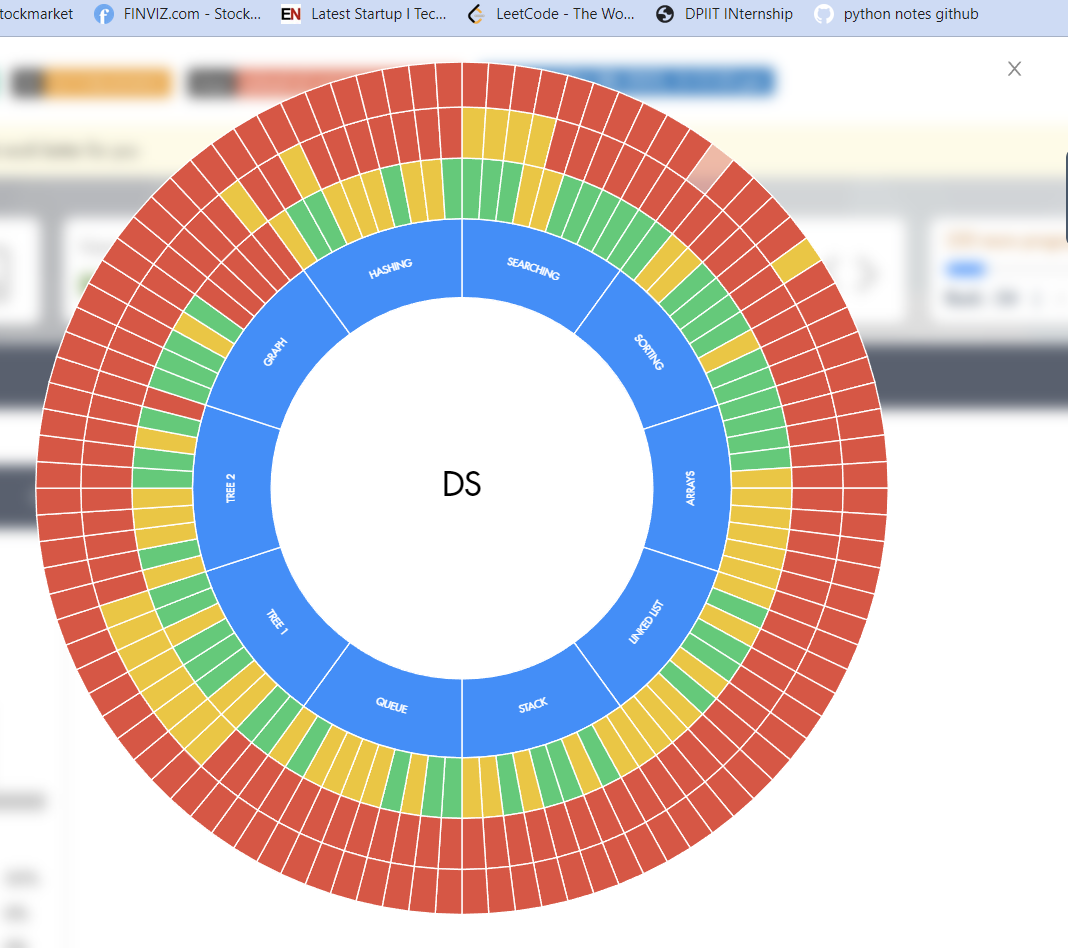 tockmarket FINVIZ.com - Stock... EN Latest Startup I Tec... LeetCode - The Wo... DPIIT INternship python notes github
HASHING SEARCHING
GRAPH SORTING
TREE 2 DS ARRAYS
TREE 1 LINKED LIST
QUEUE STACK